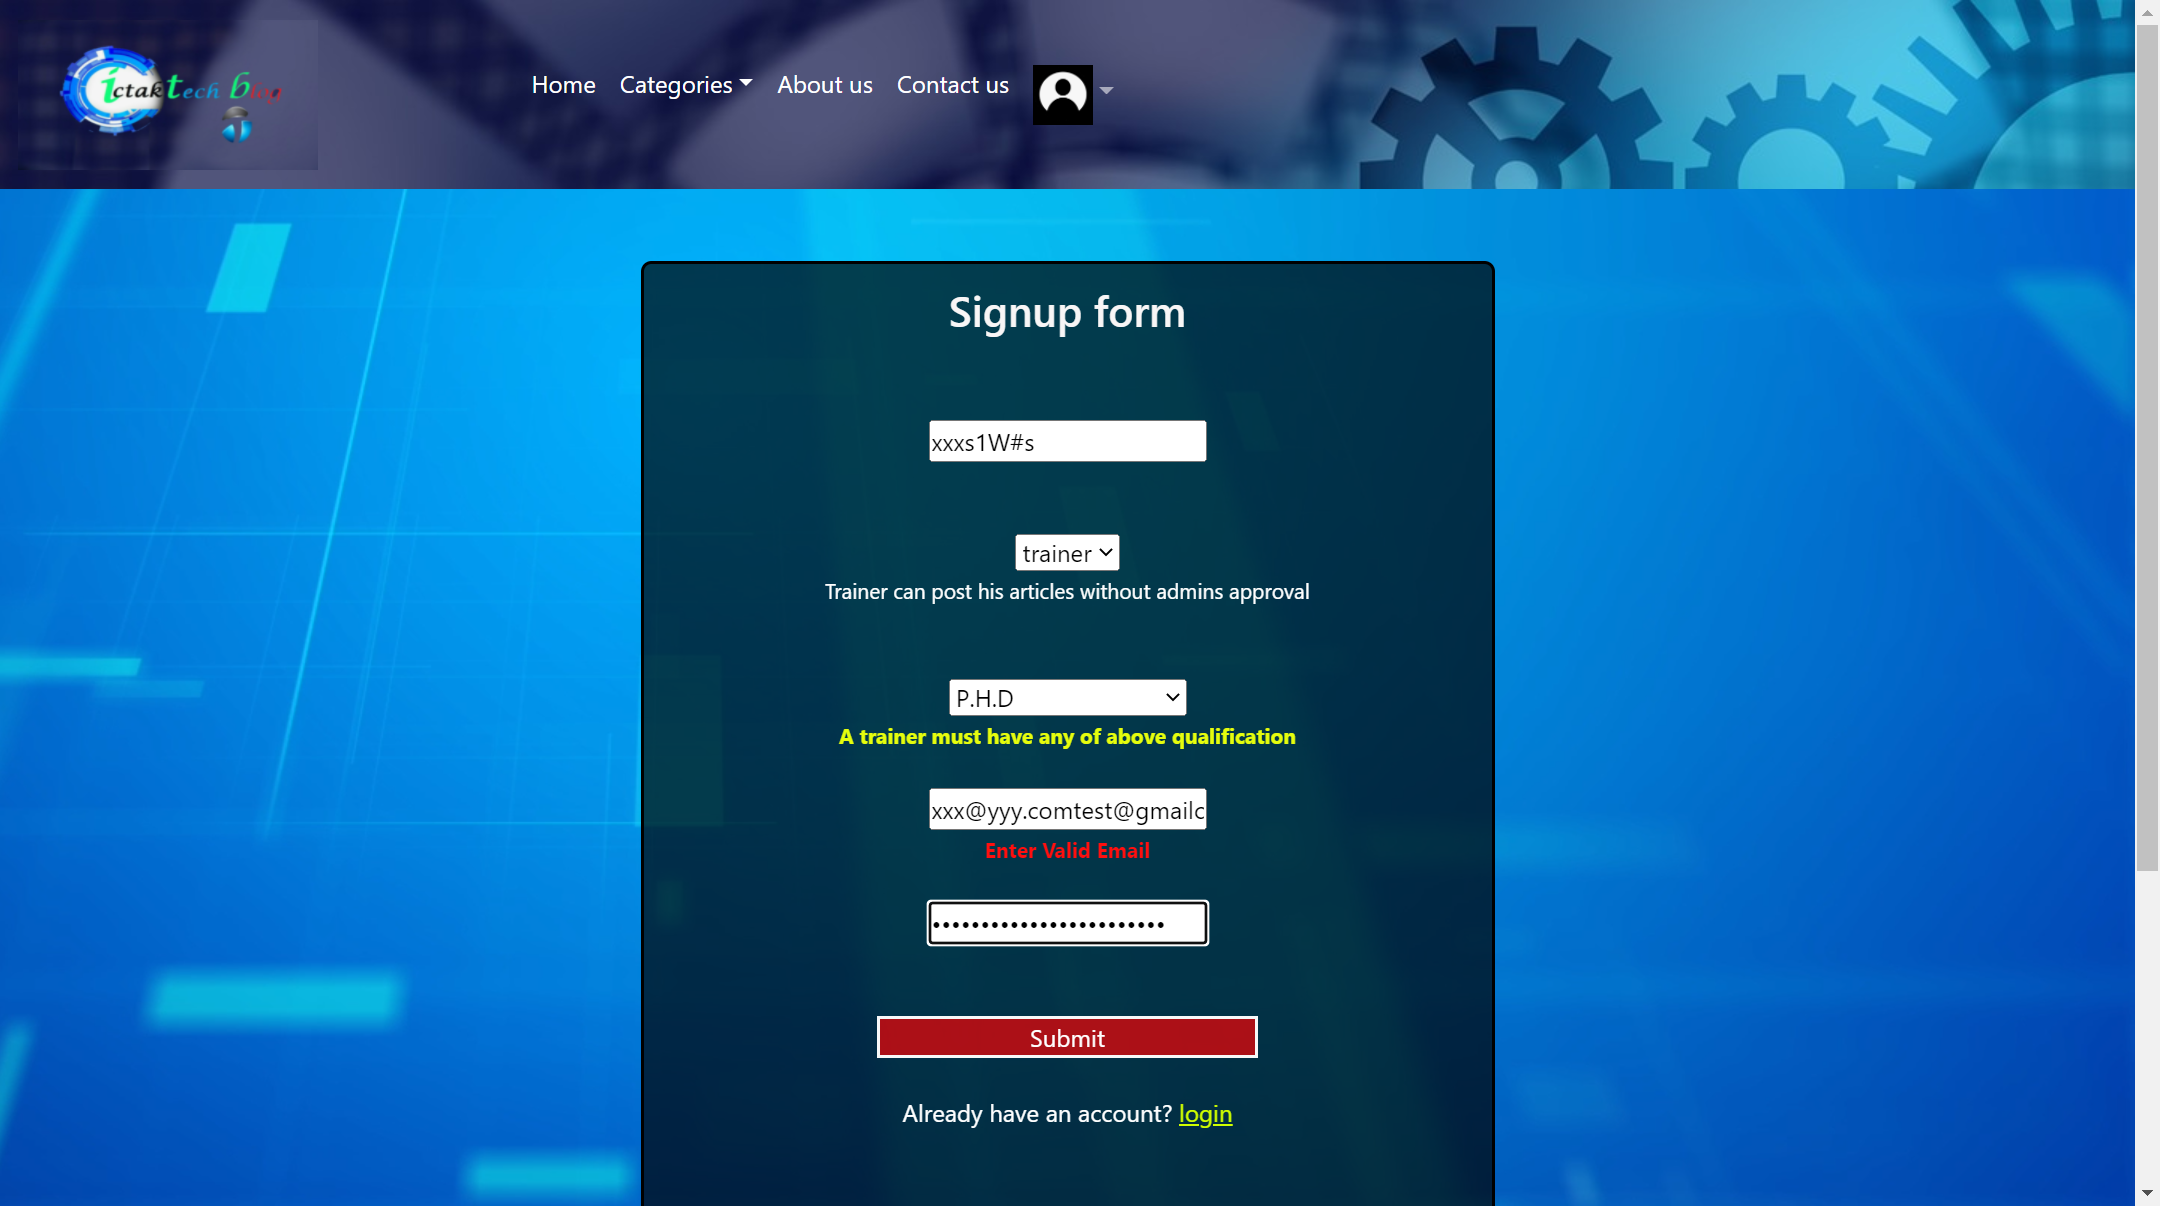 ictak tech blog
Home Categories About us Contact us
Signup form
xxxs1W#s
trainer
Trainer can post his articles without admins approval
P.H.D
A trainer must have any of above qualification
xxx@yyy.comtest@gmailc
Enter Valid Email
••••••••••••••••••••••••
Submit
Already have an account? login